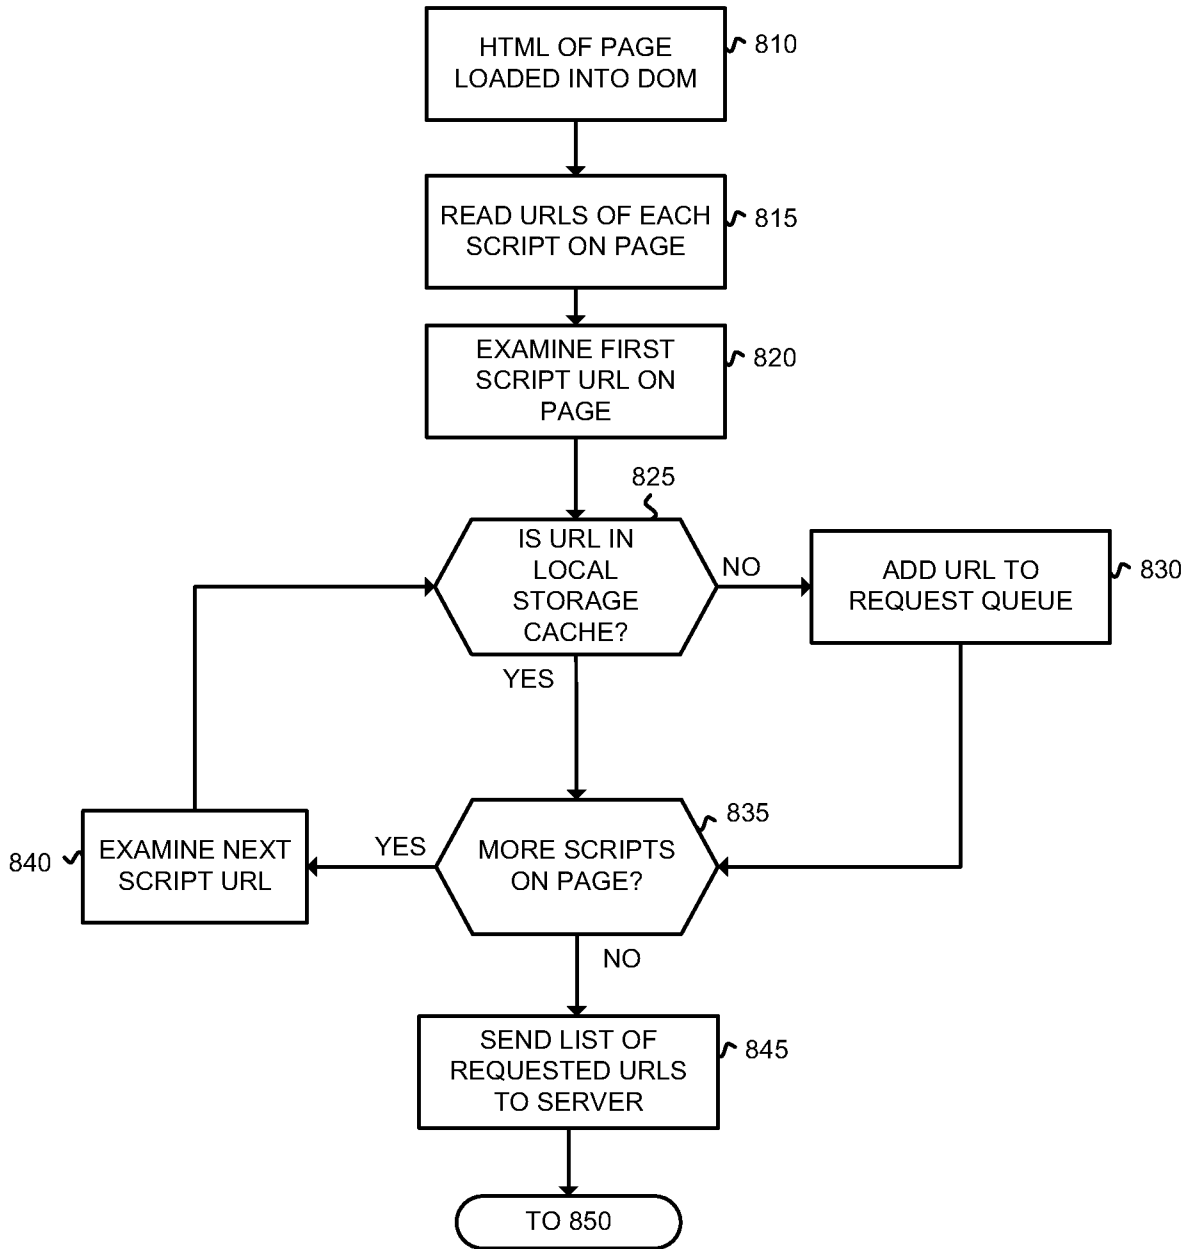 HTML OF PAGE
LOADED INTO DOM
810
READ URLS OF EACH
SCRIPT ON PAGE
815
EXAMINE FIRST
SCRIPT URL ON
PAGE
820
825
IS URL IN
LOCAL
STORAGE
CACHE?
NO
ADD URL TO
REQUEST QUEUE
830
YES
835
MORE SCRIPTS
ON PAGE?
YES
EXAMINE NEXT
SCRIPT URL
840
NO
SEND LIST OF
REQUESTED URLS
TO SERVER
845
TO 850